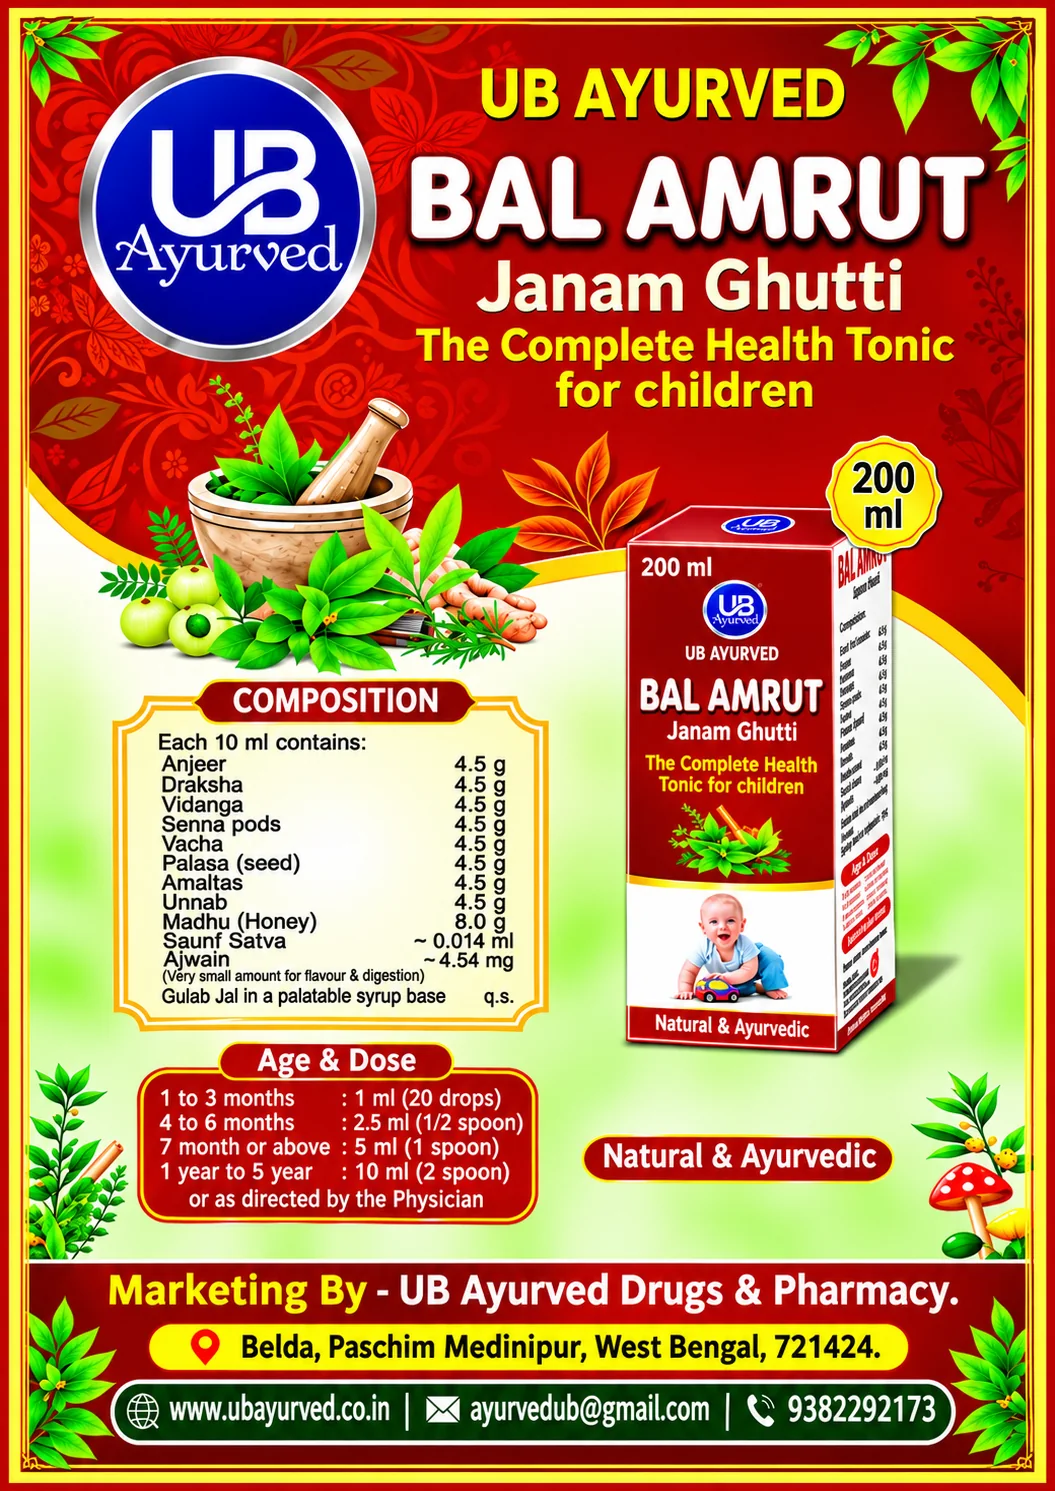 UB
Ayurved
UB AYURVED
BAL AMRUT
Janam Ghutti
The Complete Health Tonic
for children
200
ml
UB
Ayurved
200 ml
UB
Ayurved
UB AYURVED
BAL AMRUT
Janam Ghutti
The Complete Health
Tonic for children
Natural & Ayurvedic
BAL AMRUT
Age & Dose
COMPOSITION
Each 10 ml contains:
Anjeer 4.5 g
Draksha 4.5 g
Vidanga 4.5 g
Senna pods 4.5 g
Vacha 4.5 g
Palasa (seed) 4.5 g
Amaltas 4.5 g
Unnab 4.5 g
Madhu (Honey) 8.0 g
Saunf Satva ~ 0.014 ml
Ajwain ~ 4.54 mg
(Very small amount for flavour & digestion)
Gulab Jal in a palatable syrup base q.s.
Age & Dose
1 to 3 months : 1 ml (20 drops)
4 to 6 months : 2.5 ml (1/2 spoon)
7 month or above : 5 ml (1 spoon)
1 year to 5 year : 10 ml (2 spoon)
or as directed by the Physician
Natural & Ayurvedic
Marketing By - UB Ayurved Drugs & Pharmacy.
Belda, Paschim Medinipur, West Bengal, 721424.
www.ubayurved.co.in | ayurvedub@gmail.com | 9382292173